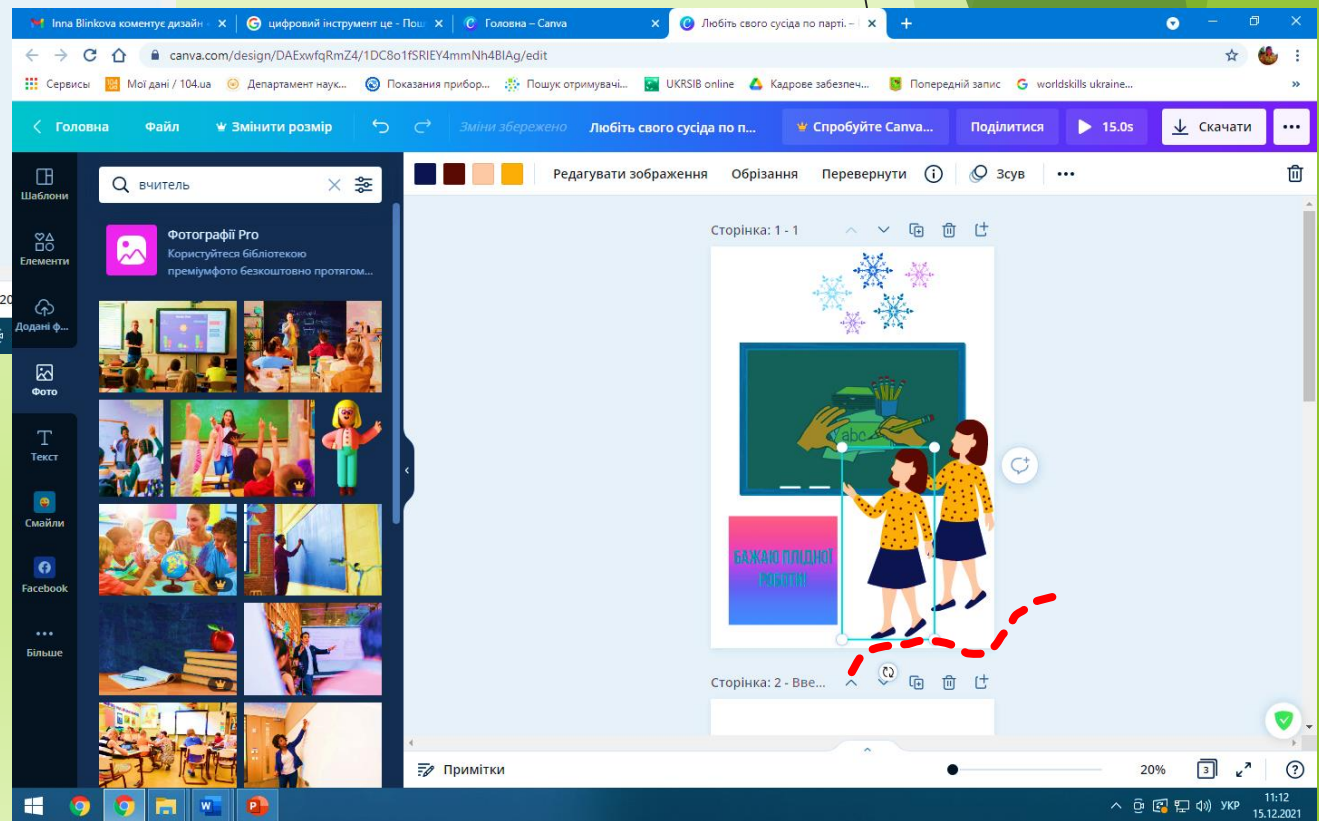 Inna Blinkova коментує дизайн
цифровий інструмент це - Пош
Головна – Canva
Любіть свого сусіда по парті. –
canva.com/design/DAExwfqRmZ4/1DC8o1fSRlEY4mmNh4BlAg/edit
Сервисы
Мої дані / 104.ua
Департамент наук...
Показания прибор...
Пошук отримувачі...
UKRSIB online
Кадрове забезпеч...
Попередній запис
worldskills ukraine...
Головна
Файл
Змінити розмір
Зміни збережено
Любіть свого сусіда по п...
Спробуйте Canva...
Поділитися
15.0s
Скачати
Шаблони
Елементи
Додані ф...
Фото
Текст
Смайли
Facebook
Більше
вчитель
Фотографії Pro
Користуйтеся бібліотекою
преміумфото безкоштовно протягом...
Редагувати зображення
Обрізання
Перевернути
Зсув
Сторінка: 1 - 1
abc
БАЖАЮ ПЛІДНОЇ
РОБОТИ!
Сторінка: 2 - Вве...
Примітки
20%
3
20
УКР
11:12
15.12.2021